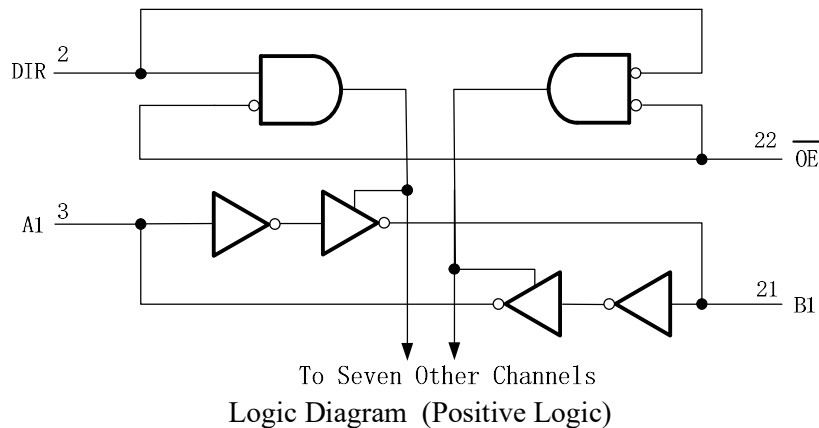 2
DIR
22
OE
3
A1
21
B1
To Seven Other Channels
Logic Diagram (Positive Logic)